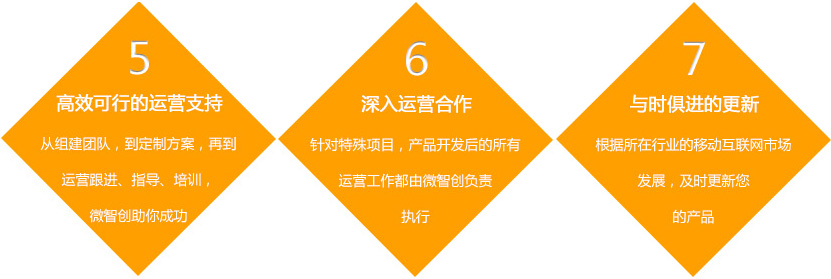 5
高效可行的运营支持
从组建团队，到定制方案，再到
运营跟进、指导、培训，
微智创助你成功
6
深入运营合作
针对特殊项目，产品开发后的所有
运营工作都由微智创负责
执行
7
与时俱进的更新
根据所在行业的移动互联网市场
发展，及时更新您
的产品